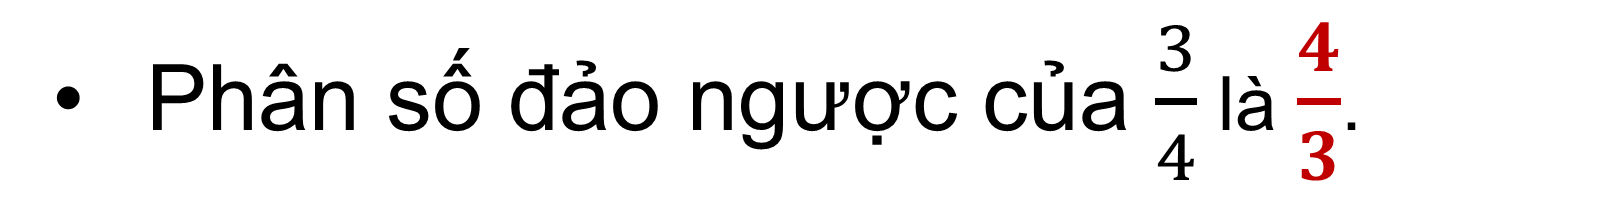 • Phân số đảo ngược của 3/4 là 4/3.